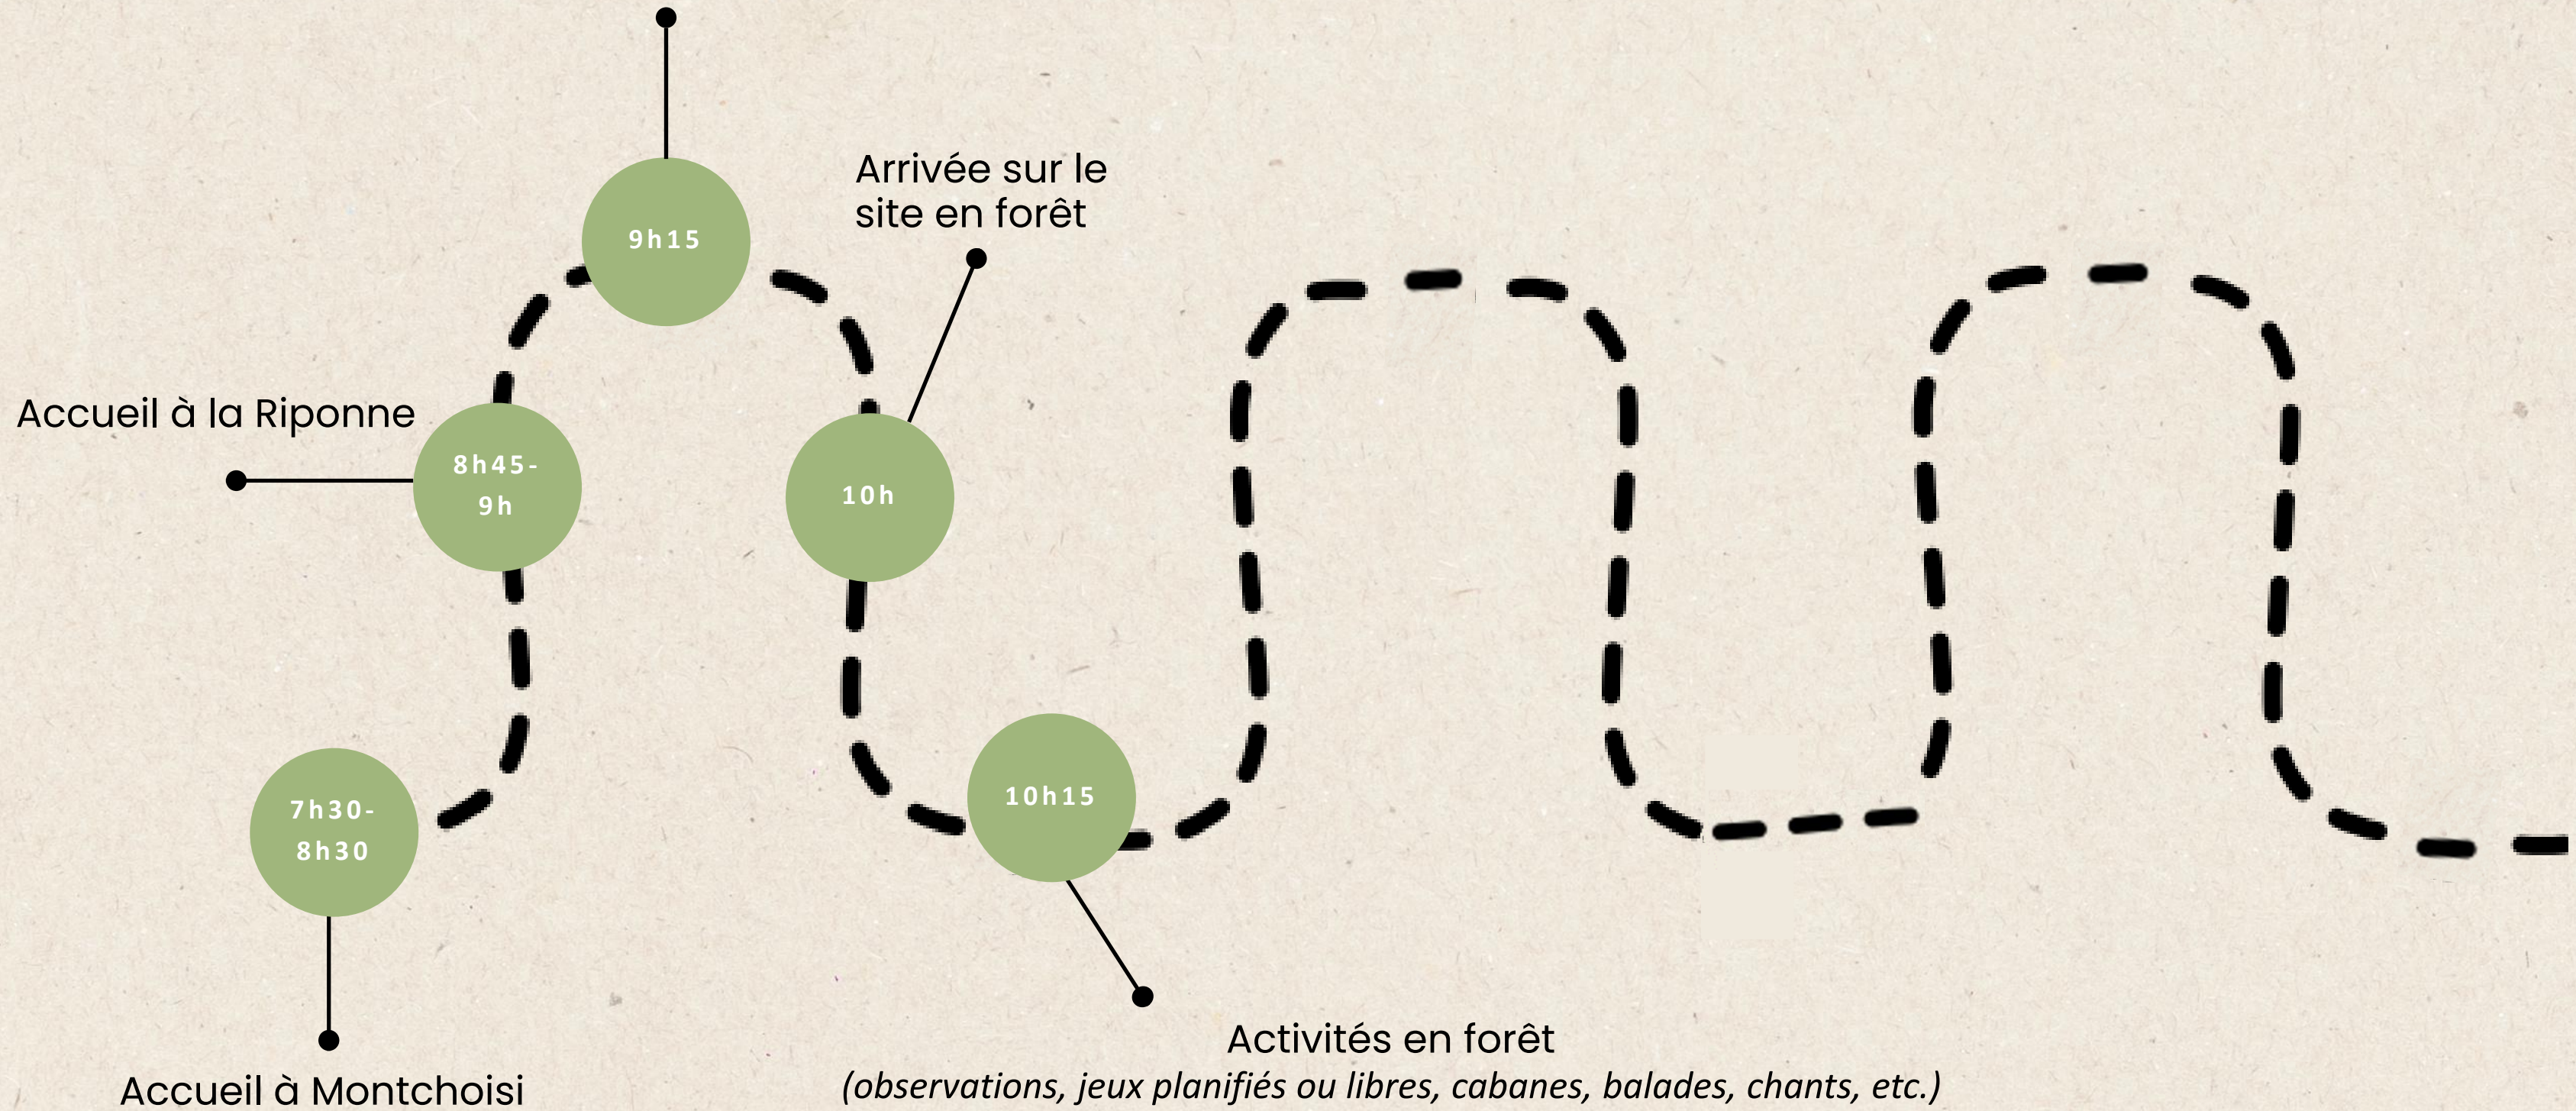 Arrivée sur le
site en forêt
9h15
Accueil à la Riponne
8h45-
9h
10h
7h30-
8h30
10h15
Accueil à Montchoisi
Activités en forêt
(observations, jeux planifiés ou libres, cabanes, balades, chants, etc.)